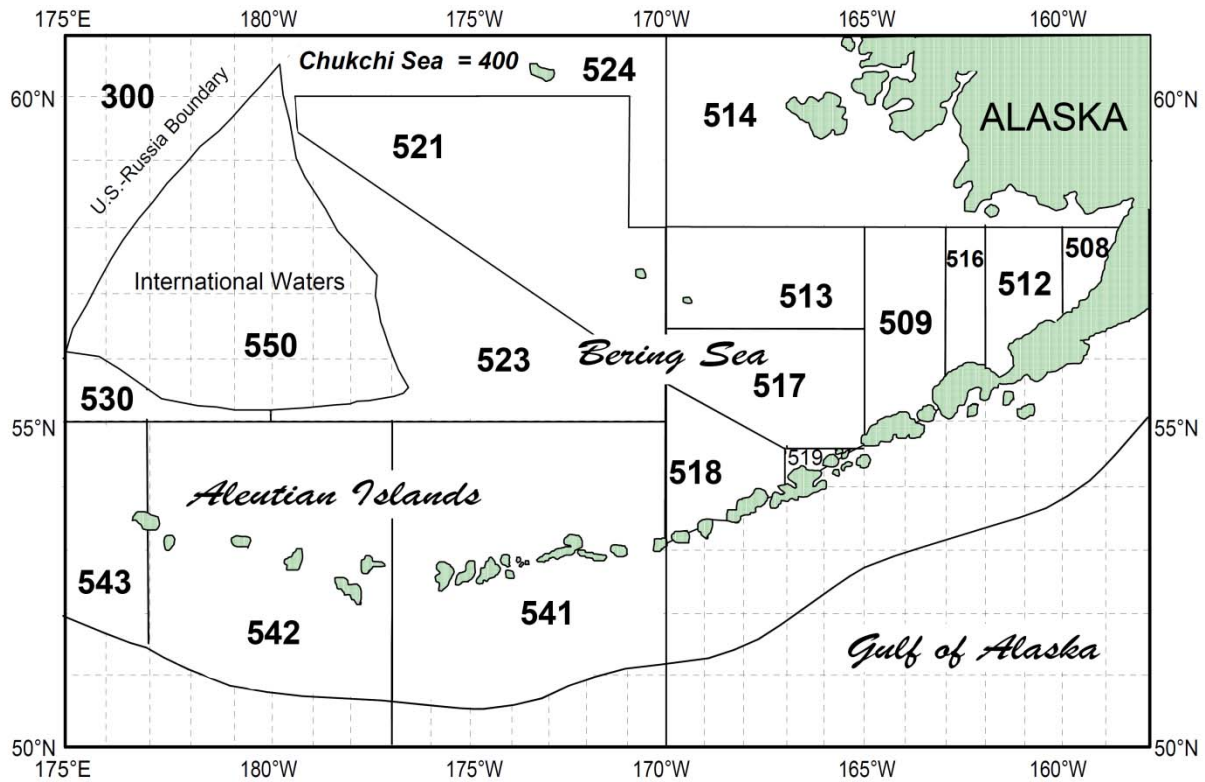 175°E 180°W 175°W 170°W 165°W 160°W
Chukchi Sea = 400
524
300
60°N
60°N
514
ALASKA
521
U.S.-Russia Boundary
508
516
International Waters
513
512
509
550
523
Bering Sea
517
530
55°N
55°N
519
518
Aleutian Islands
543
541
542
Gulf of Alaska
50°N
50°N
175°E 180°W 175°W 170°W 165°W 160°W